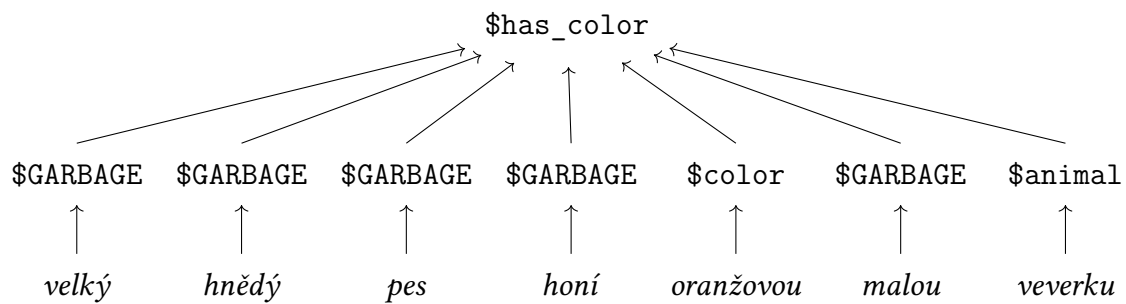 $has_color
$GARBAGE $GARBAGE $GARBAGE $GARBAGE $color $GARBAGE $animal
velký hnědý pes honí oranžovou malou veverku